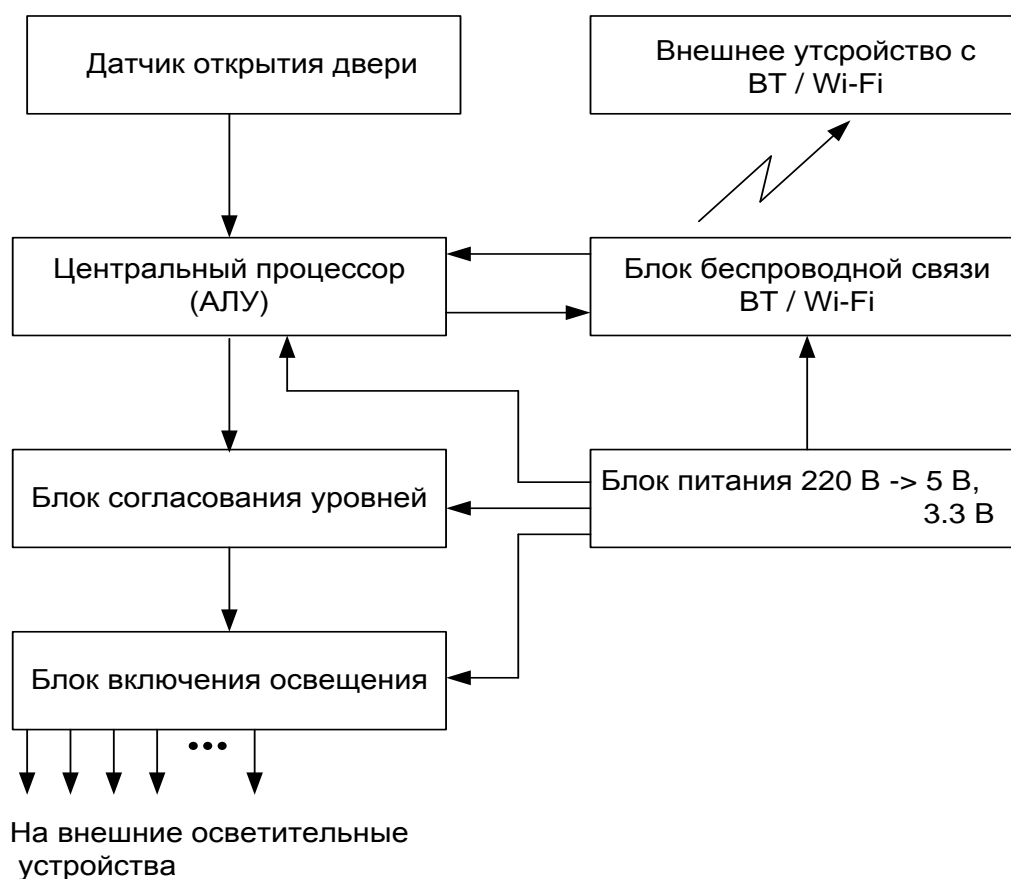 Датчик открытия двери
Внешнее утсройство с
BT / Wi-Fi
Центральный процессор
(АЛУ)
Блок беспроводной связи
BT / Wi-Fi
Блок согласования уровней
Блок питания 220 В -> 5 В,
3.3 В
Блок включения освещения
...
На внешние осветительные
устройства